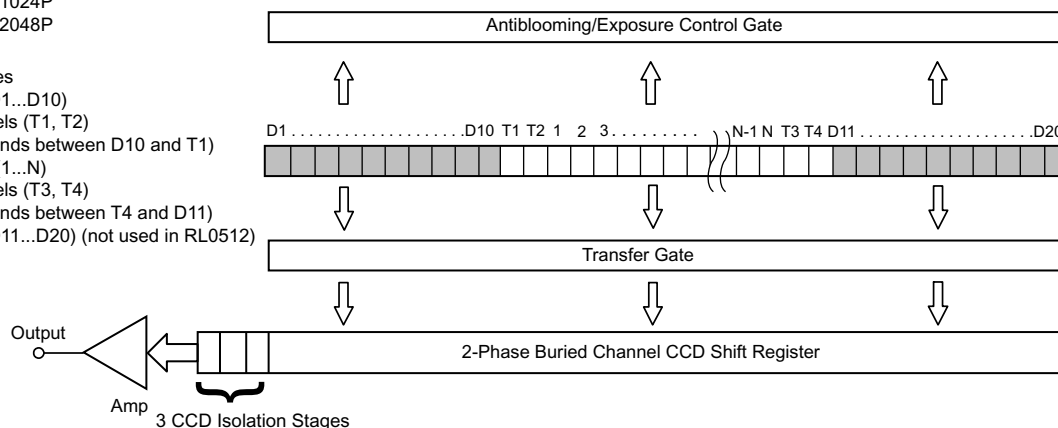 1024P
2048P
Antiblooming/Exposure Control Gate
1...D10)
els (T1, T2)
nds between D10 and T1)
1...N)
els (T3, T4)
nds between T4 and D11)
11...D20) (not used in RL0512)
D1 . . . . . . . . . . . . . . . . . . .D10 T1 T2 1 2 3. . . . . . . . . N-1 N T3 T4 D11 . . . . . . . . . . . . . . . . . . .D20
Transfer Gate
2-Phase Buried Channel CCD Shift Register
Output
Amp
3 CCD Isolation Stages